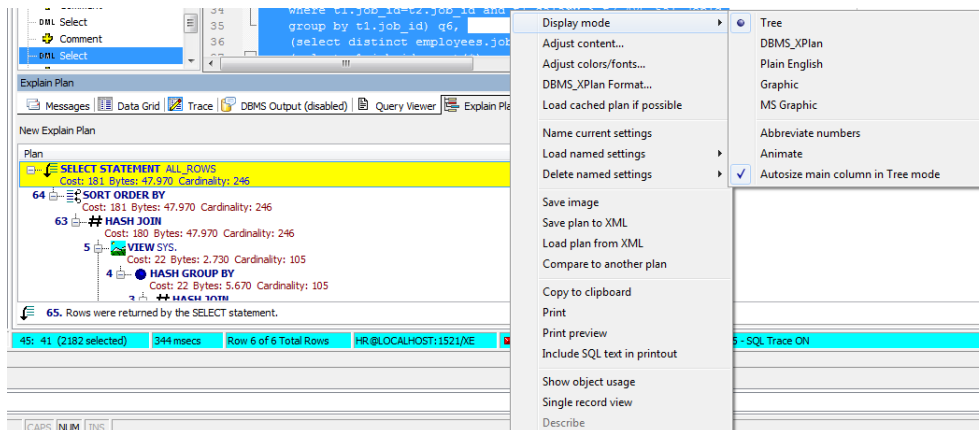 DML Select
Comment
DML Select
34
35
36
where t1.job_id=t2.job_id and
group by t1.job_id) q6,
(select distinct employees.job
Explain Plan
Messages Data Grid Trace DBMS Output (disabled) Query Viewer Explain Pla
New Explain Plan
Plan
SELECT STATEMENT ALL_ROWS
Cost: 181 Bytes: 47.970 Cardinality: 246
64 SORT ORDER BY
Cost: 181 Bytes: 47.970 Cardinality: 246
63 HASH JOIN
Cost: 180 Bytes: 47.970 Cardinality: 246
5 VIEW SYS.
Cost: 22 Bytes: 2.730 Cardinality: 105
4 HASH GROUP BY
Cost: 22 Bytes: 5.670 Cardinality: 105
3 HASH JOIN
65. Rows were returned by the SELECT statement.
45: 41 (2182 selected) 344 msecs Row 6 of 6 Total Rows HR@LOCALHOST:1521/XE
5 - SQL Trace ON
CAPS NUM INS
Display mode
Adjust content...
Adjust colors/fonts...
DBMS_XPlan Format...
Load cached plan if possible
Name current settings
Load named settings
Delete named settings
Save image
Save plan to XML
Load plan from XML
Compare to another plan
Copy to clipboard
Print
Print preview
Include SQL text in printout
Show object usage
Single record view
Describe
Tree
DBMS_XPlan
Plain English
Graphic
MS Graphic
Abbreviate numbers
Animate
Autosize main column in Tree mode